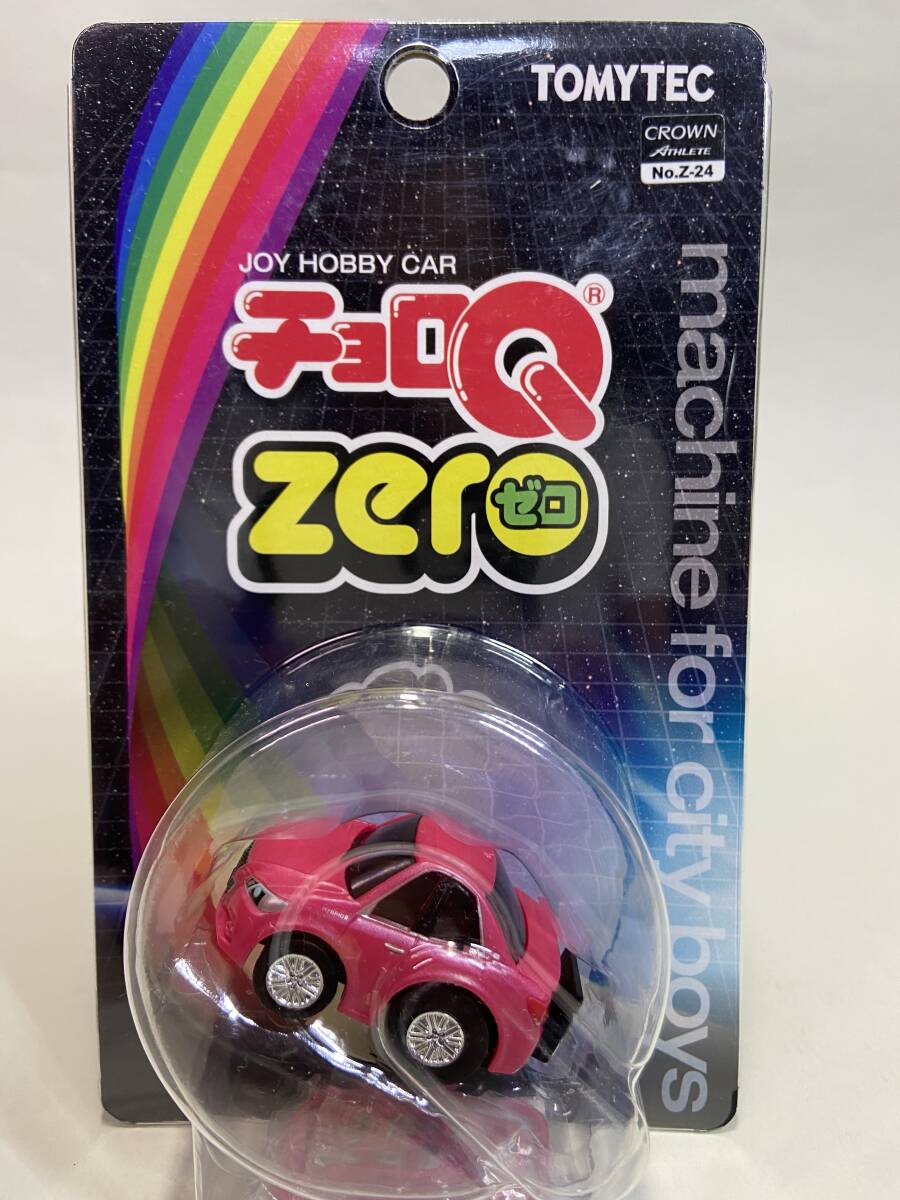 TOMYTEC
CROWN
ATHLETE
No.Z-24
JOY HOBBY CAR
チョロQ®
zero
ゼロ
machine for city boys
HYBRID